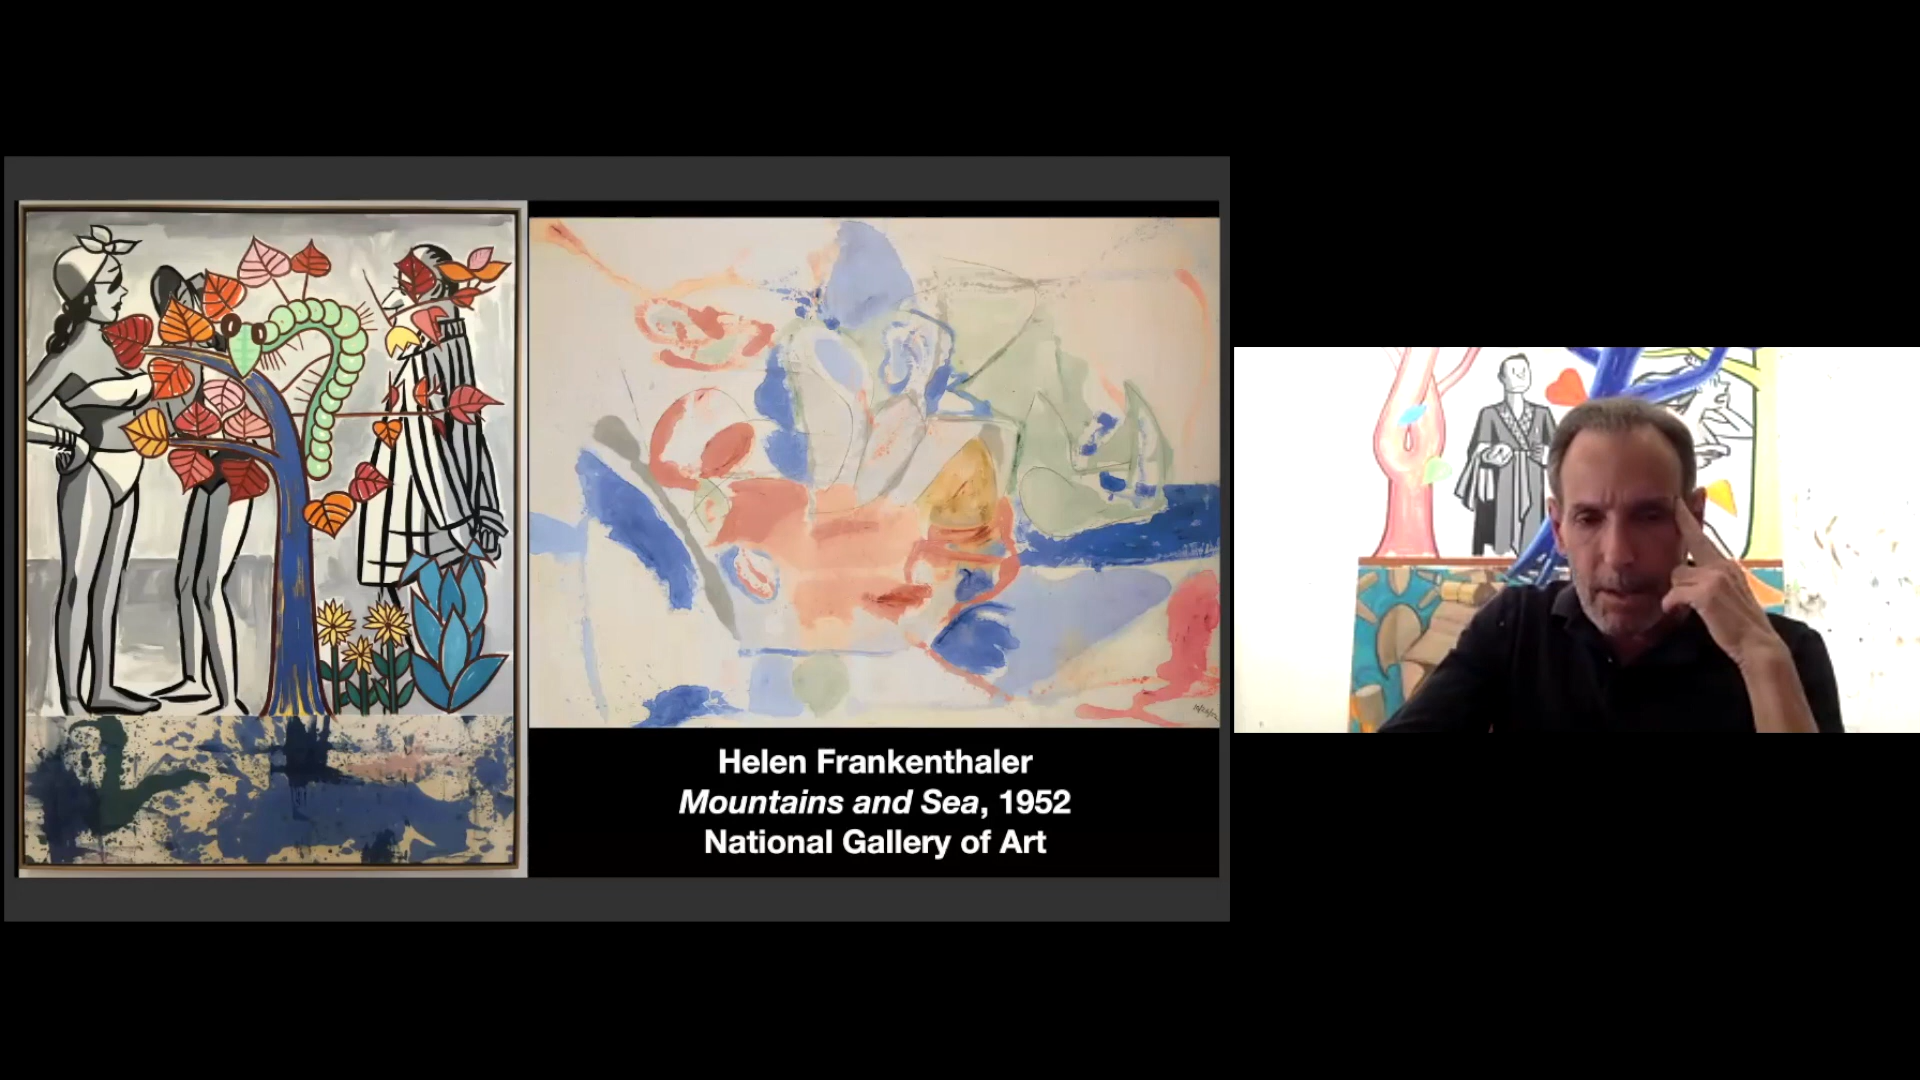 Helen Frankenthaler
Mountains and Sea, 1952
National Gallery of Art